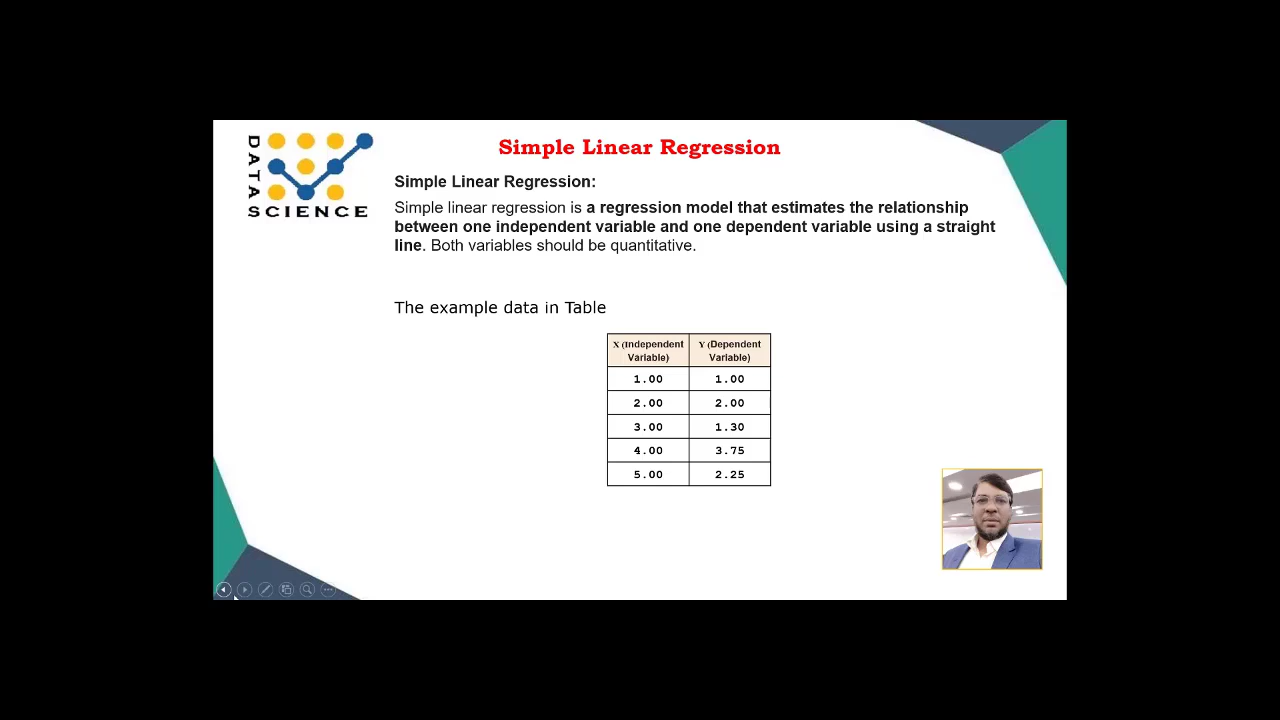 DATA
SCIENCE
Simple Linear Regression
Simple Linear Regression:
Simple linear regression is a regression model that estimates the relationship
between one independent variable and one dependent variable using a straight
line. Both variables should be quantitative.
The example data in Table
X (Independent Variable) Y (Dependent Variable)
1.00 1.00
2.00 2.00
3.00 1.30
4.00 3.75
5.00 2.25